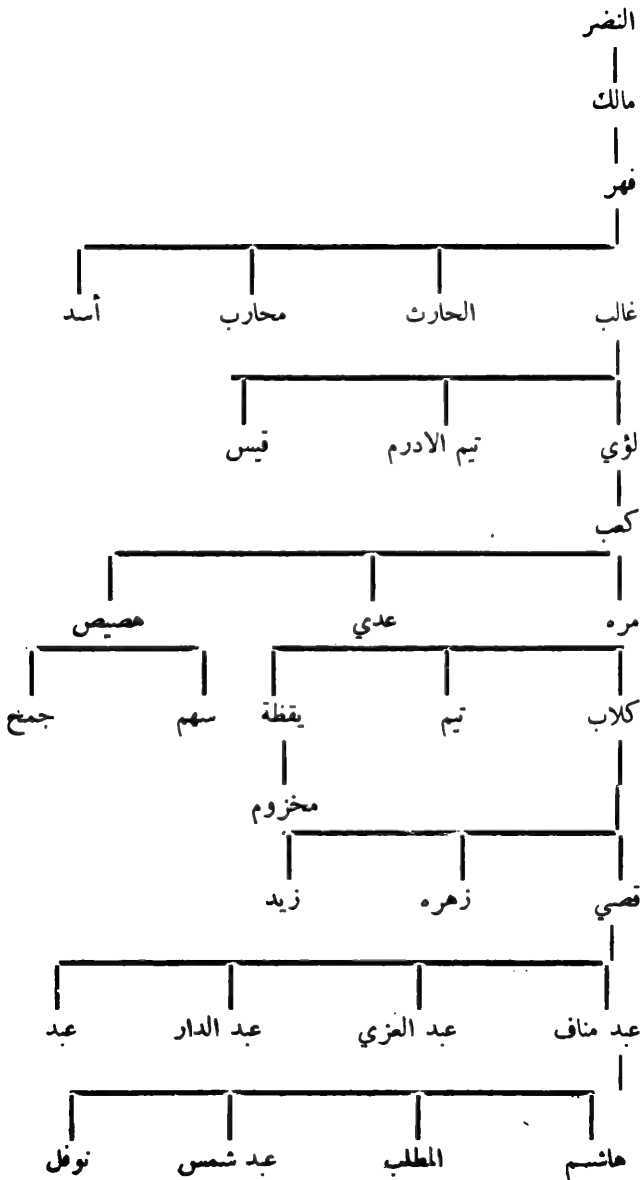 النضر
مالك
فهر
غالب الحارث محارب أسد
لؤي تيم الادرم قيس
كعب
مره عدي هصيص
كلاب تيم يقظة سهم جمخ
مخزوم
قصي زهره زيد
عبد مناف عبد العزي عبد الدار عبد
هاشم المطلب عبد شمس نوفل